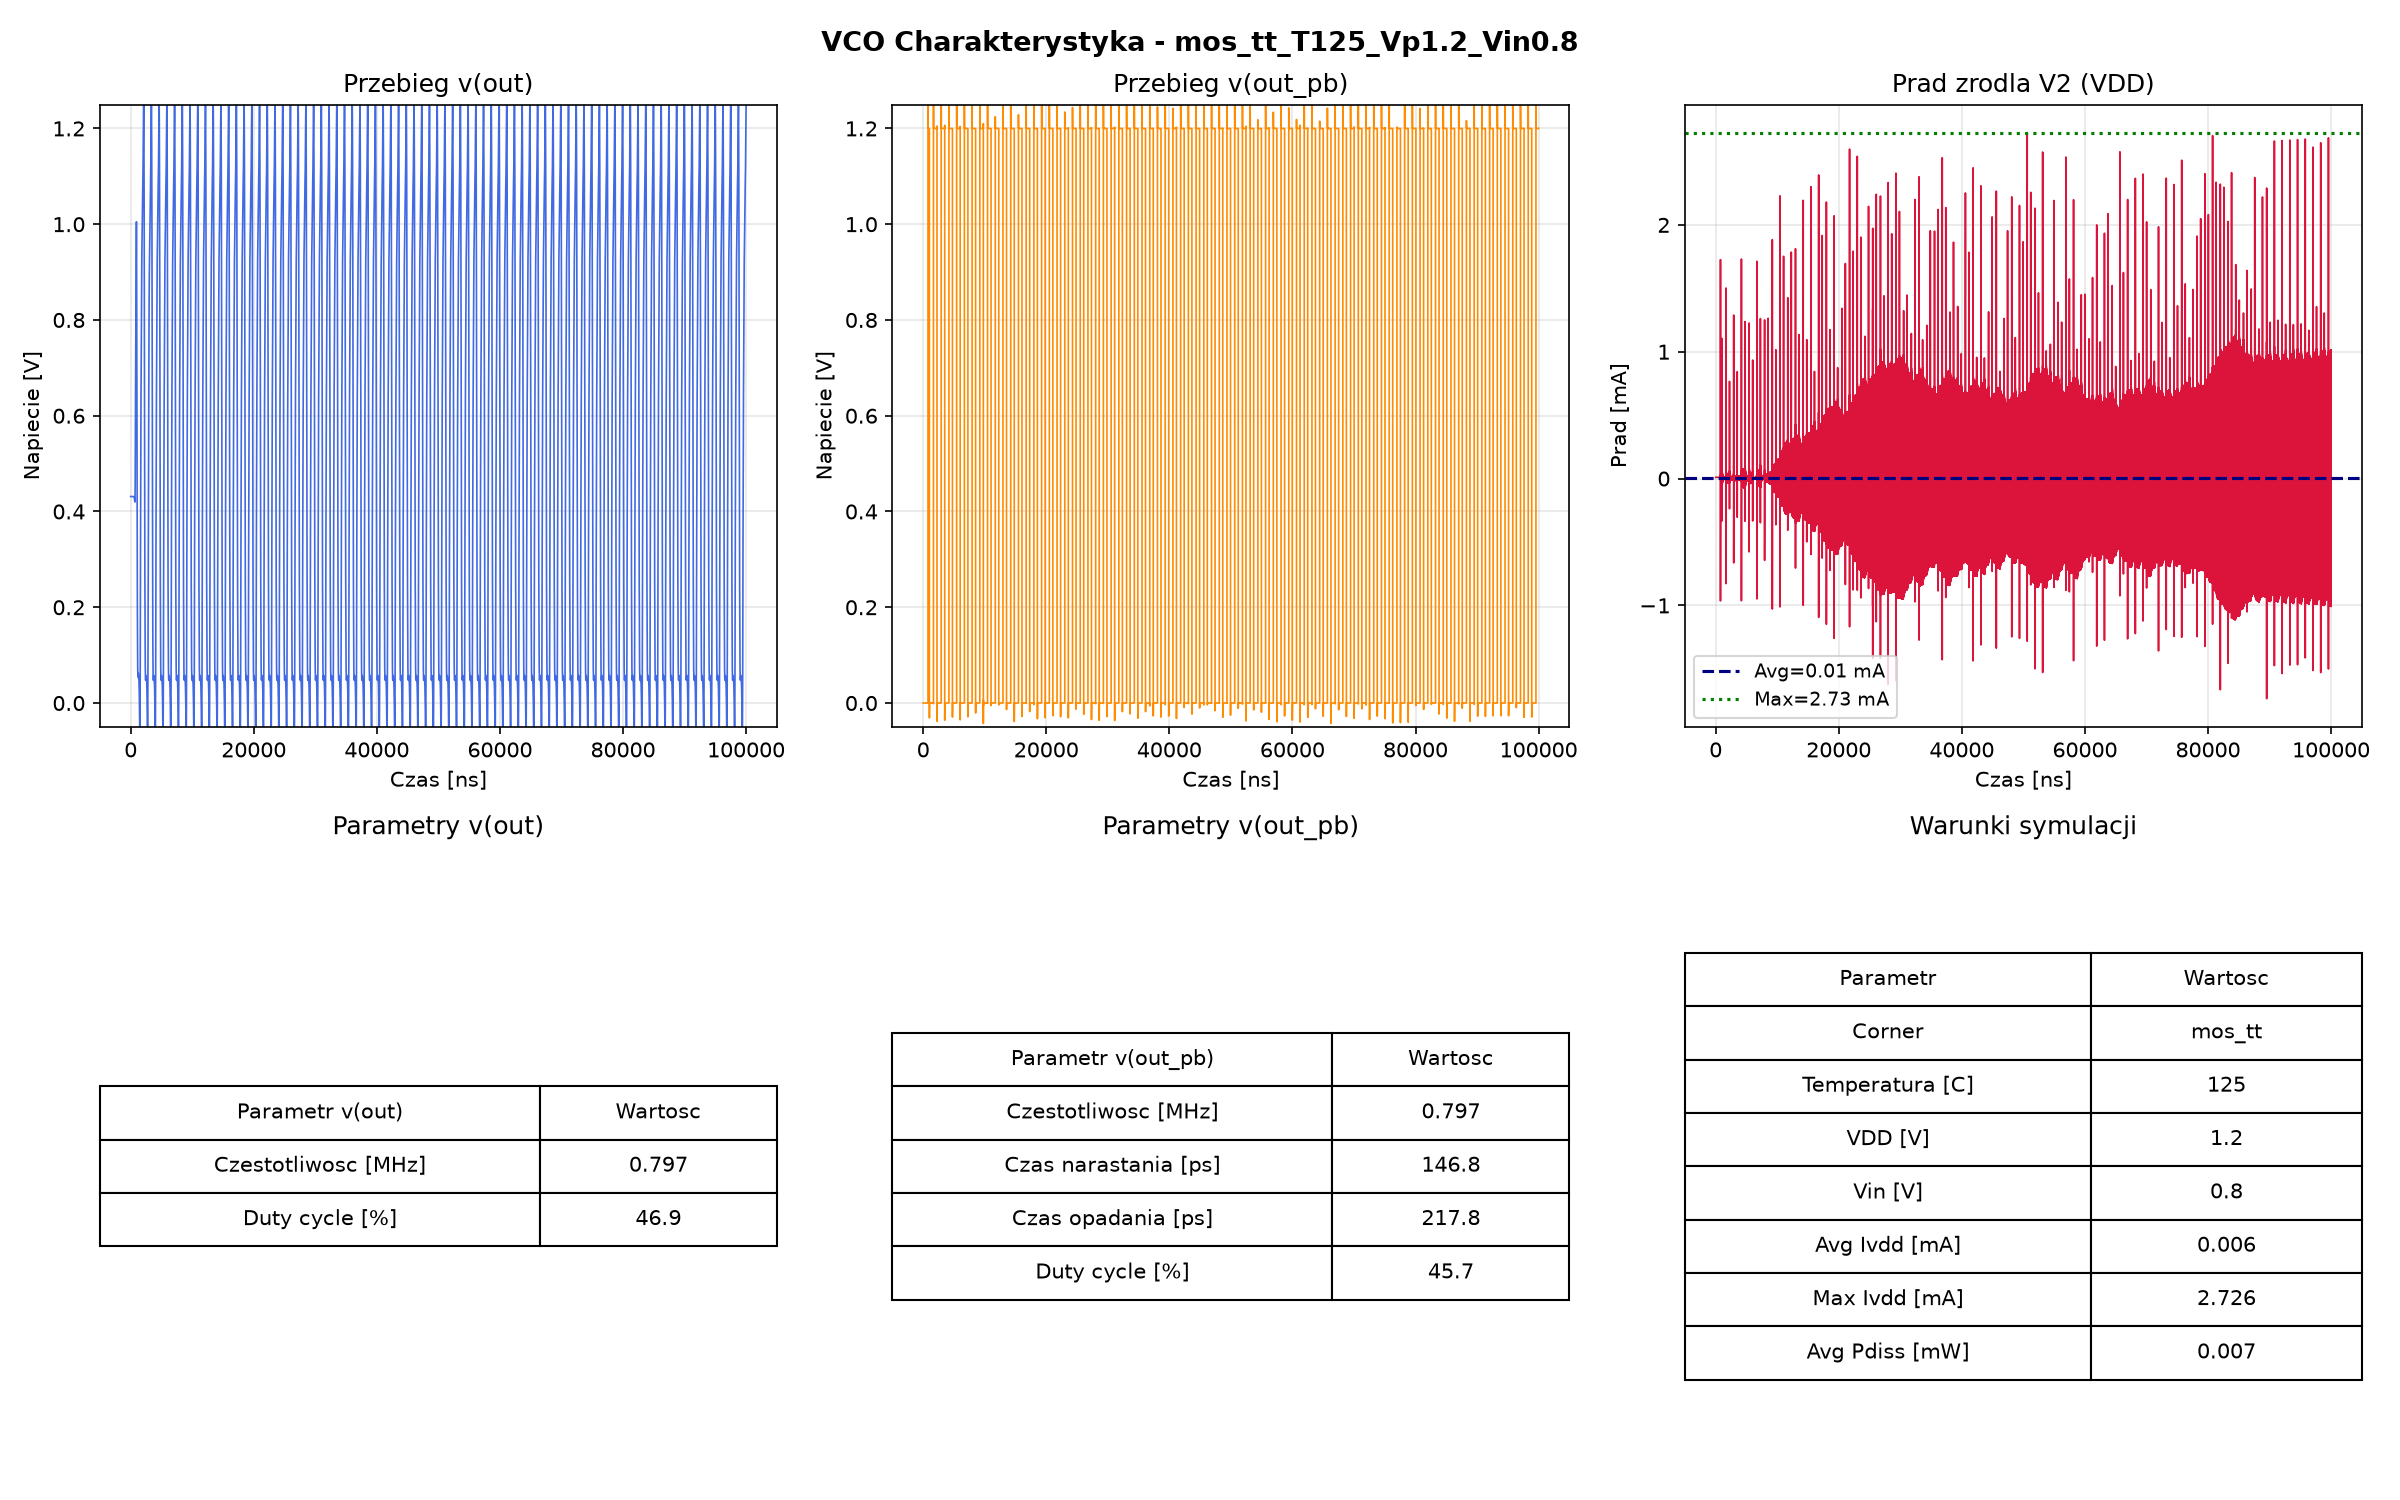 VCO Charakterystyka - mos_tt_T125_Vp1.2_Vin0.8
Przebieg v(out)
Napiecie [V]
1.2
1.0
0.8
0.6
0.4
0.2
0.0
0 20000 40000 60000 80000 100000
Czas [ns]
Przebieg v(out_pb)
Napiecie [V]
1.2
1.0
0.8
0.6
0.4
0.2
0.0
0 20000 40000 60000 80000 100000
Czas [ns]
Prad zrodla V2 (VDD)
Prad [mA]
2
1
0
−1
Avg=0.01 mA
Max=2.73 mA
0 20000 40000 60000 80000 100000
Czas [ns]
Parametry v(out)
Parametr v(out) Wartosc
Czestotliwosc [MHz] 0.797
Duty cycle [%] 46.9
Parametry v(out_pb)
Parametr v(out_pb) Wartosc
Czestotliwosc [MHz] 0.797
Czas narastania [ps] 146.8
Czas opadania [ps] 217.8
Duty cycle [%] 45.7
Warunki symulacji
Parametr Wartosc
Corner mos_tt
Temperatura [C] 125
VDD [V] 1.2
Vin [V] 0.8
Avg Ivdd [mA] 0.006
Max Ivdd [mA] 2.726
Avg Pdiss [mW] 0.007